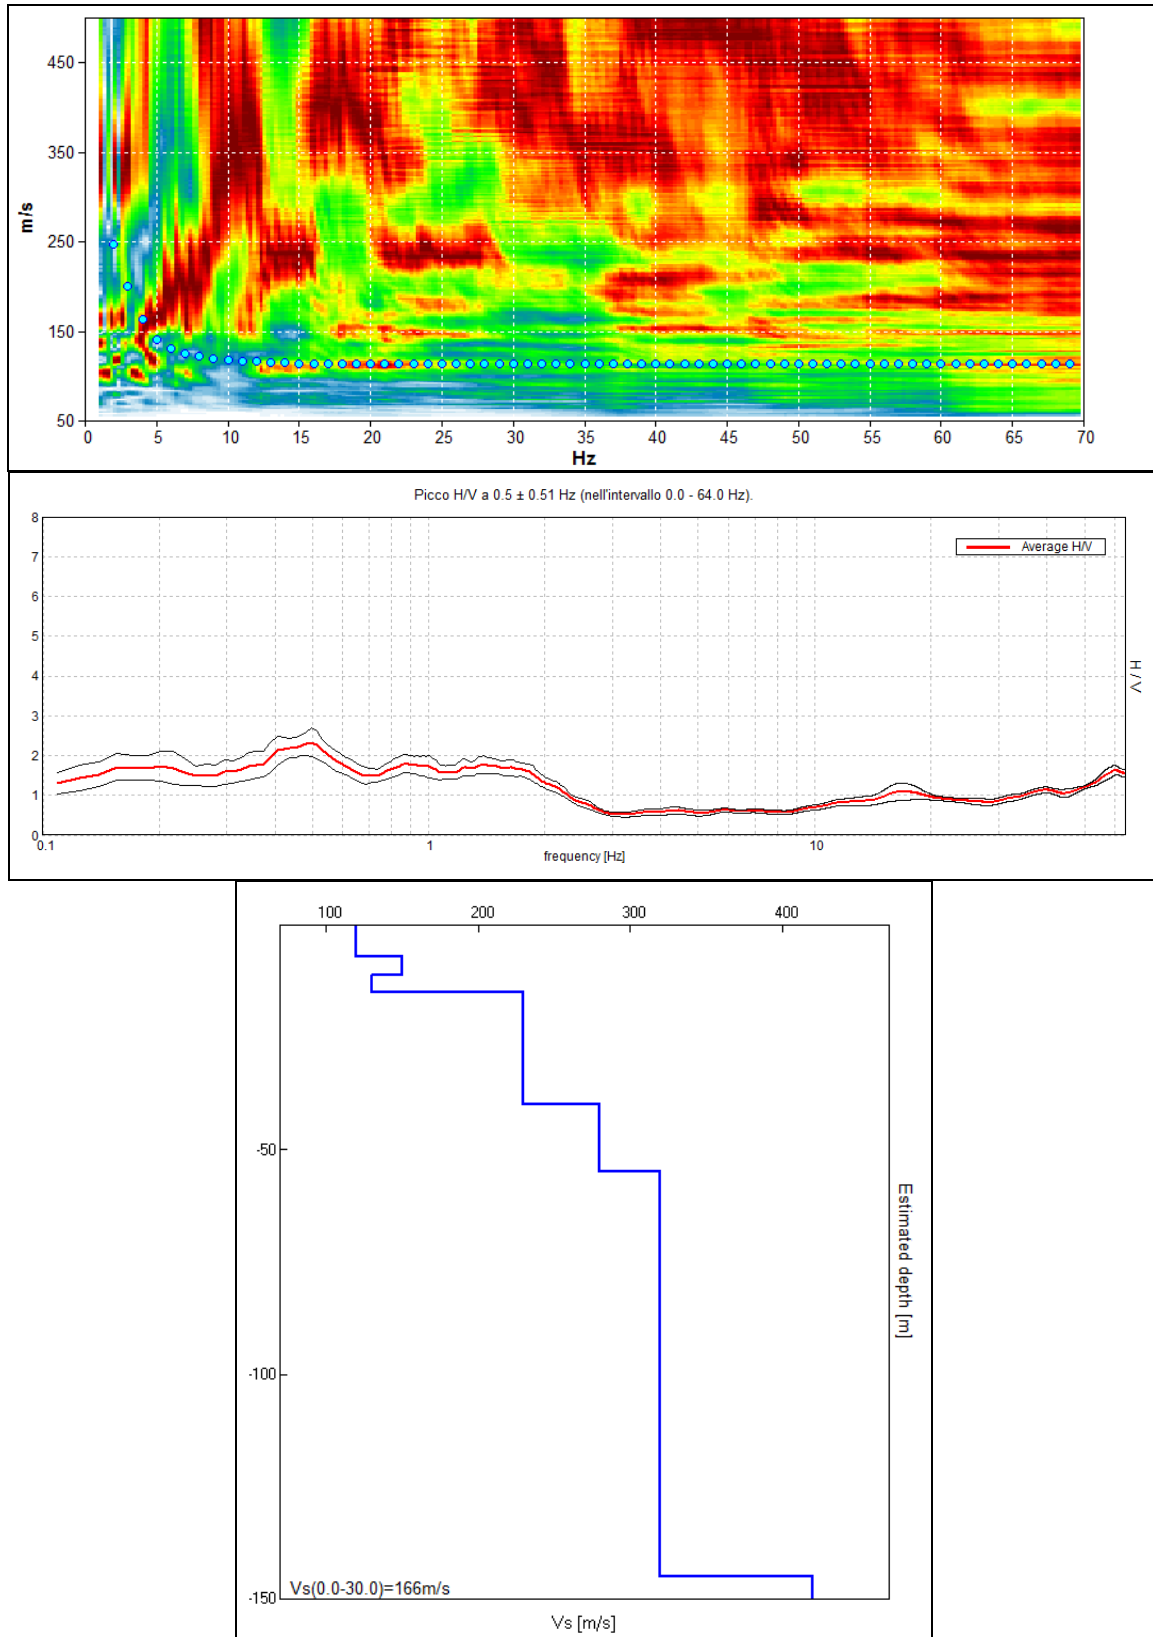 450
350
250
150
50
m/s
0 5 10 15 20 25 30 35 40 45 50 55 60 65 70
Hz
Picco H/V a 0.5 ± 0.51 Hz (nell'intervallo 0.0 - 64.0 Hz).
8
7
6
5
4
3
2
1
0
Average H/V
H / V
0.1 1 10
frequency [Hz]
100 200 300 400
-50
-100
-150
Estimated depth [m]
Vs(0.0-30.0)=166m/s
Vs [m/s]